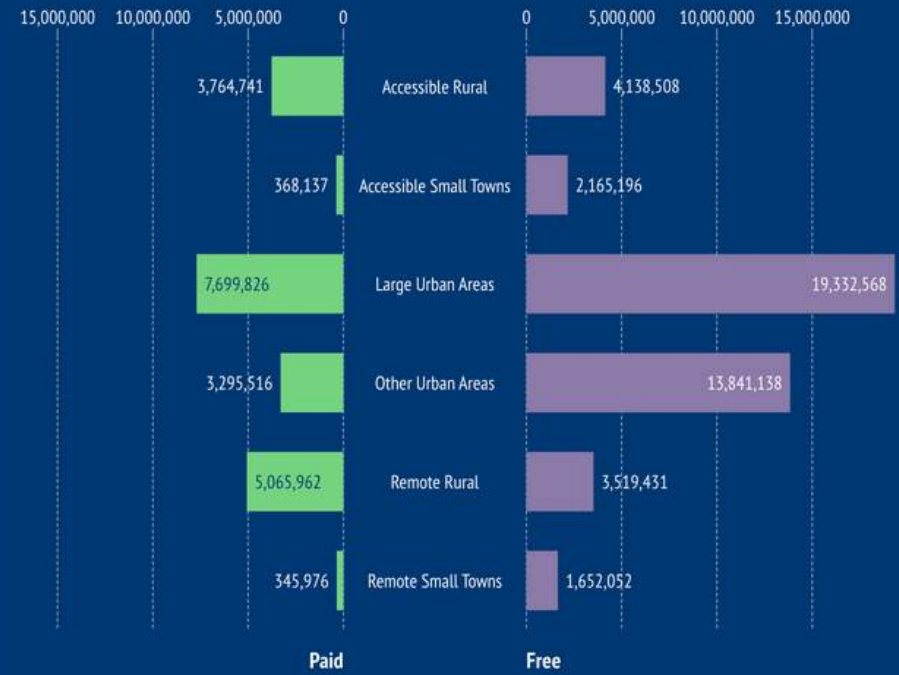 15,000,000 10,000,000 5,000,000 0 0 5,000,000 10,000,000 15,000,000
3,764,741 Accessible Rural 4,138,508
368,137 Accessible Small Towns 2,165,196
7,699,826 Large Urban Areas 19,332,568
3,295,516 Other Urban Areas 13,841,138
5,065,962 Remote Rural 3,519,431
345,976 Remote Small Towns 1,652,052
Paid Free